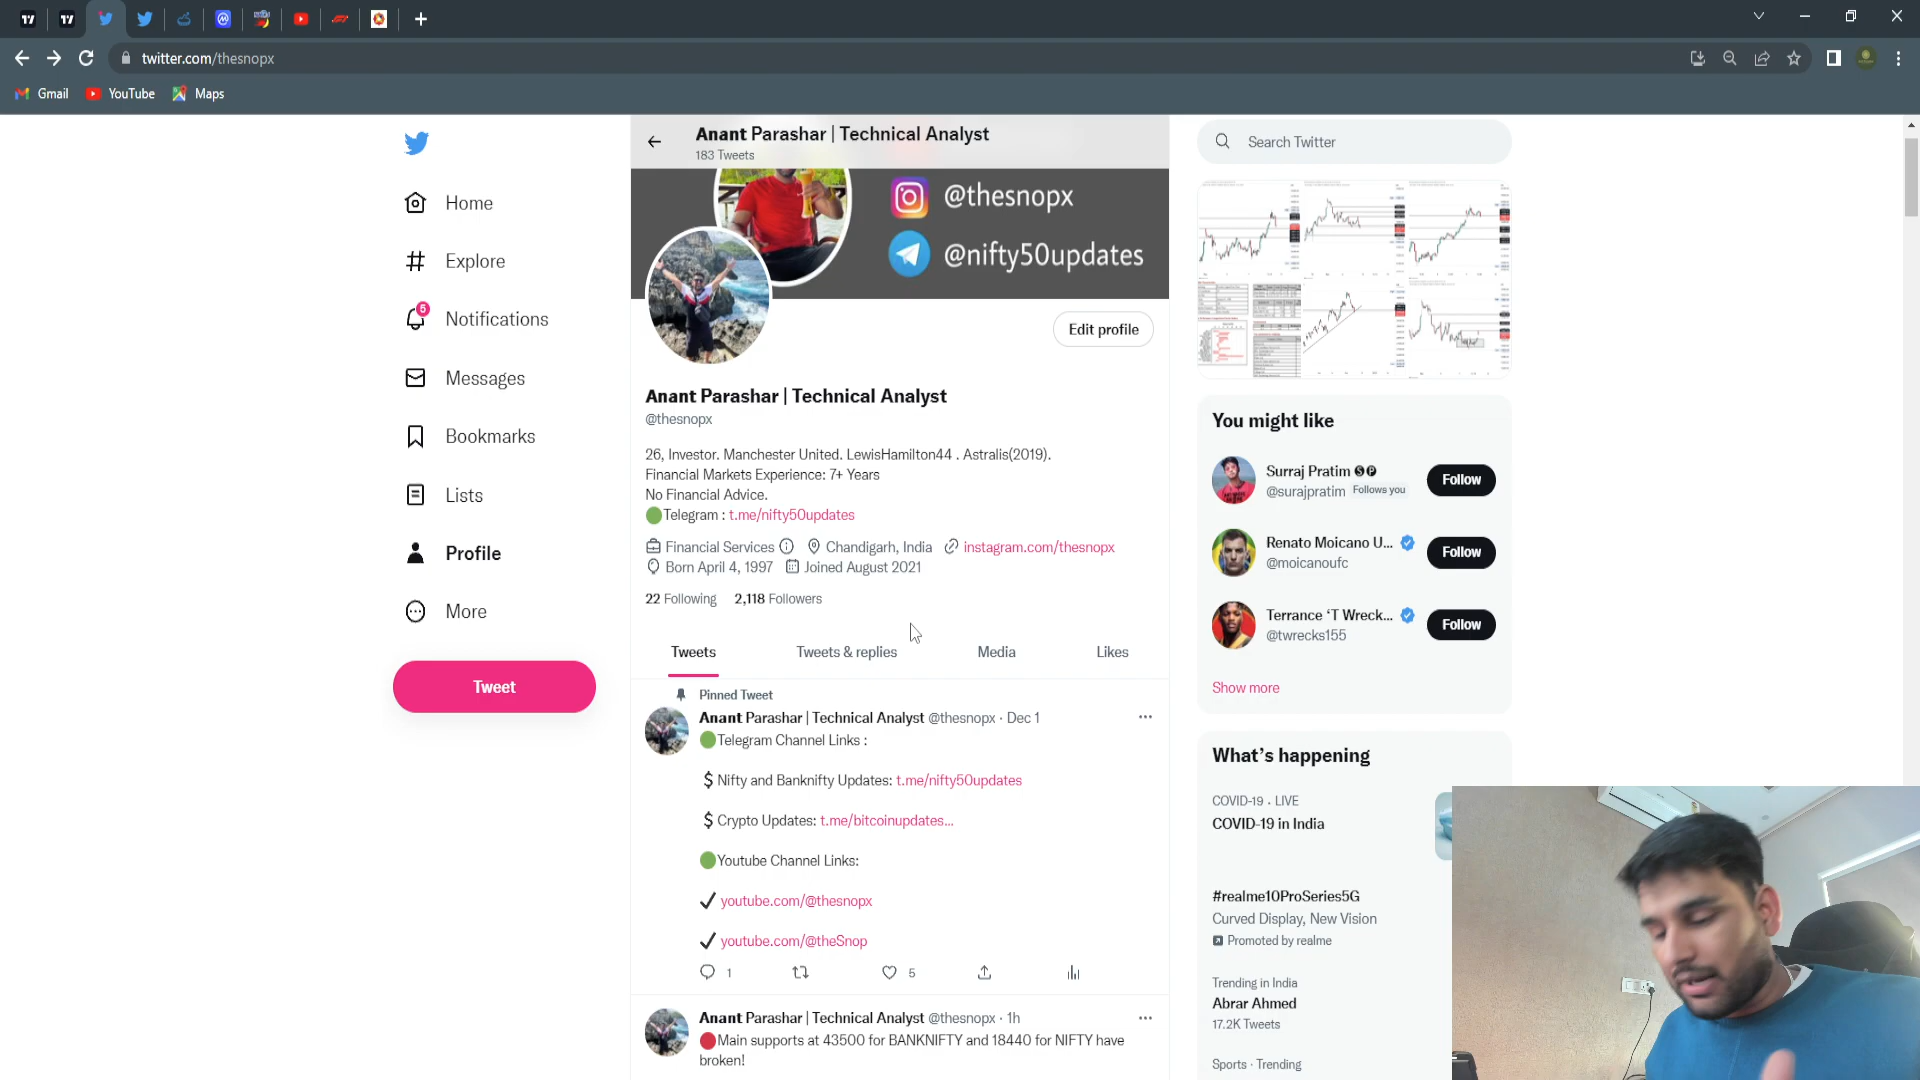 twitter.com/thesnopx
Gmail
YouTube
Maps
Home
Explore
5
Notifications
Messages
Bookmarks
Lists
Profile
More
Tweet
Anant Parashar | Technical Analyst
183 Tweets
@thesnopx
@nifty50updates
Edit profile
Anant Parashar | Technical Analyst
@thesnopx
26, Investor. Manchester United. LewisHamilton44 . Astralis(2019).
Financial Markets Experience: 7+ Years
No Financial Advice.
Telegram : t.me/nifty50updates
Financial Services Chandigarh, India instagram.com/thesnopx
Born April 4, 1997 Joined August 2021
22 Following 2,118 Followers
Tweets Tweets & replies Media Likes
Pinned Tweet
Anant Parashar | Technical Analyst @thesnopx · Dec 1
Telegram Channel Links :
$ Nifty and Banknifty Updates: t.me/nifty50updates
$ Crypto Updates: t.me/bitcoinupdates...
Youtube Channel Links:
✓ youtube.com/@thesnopx
✓ youtube.com/@theSnop
1 5
Anant Parashar | Technical Analyst @thesnopx · 1h
Main supports at 43500 for BANKNIFTY and 18440 for NIFTY have
broken!
Search Twitter
You might like
Surraj Pratim
@surajpratim Follows you
Follow
Renato Moicano U...
@moicanoufc
Follow
Terrance ‘T Wreck...
@twrecks155
Follow
Show more
What’s happening
COVID-19 · LIVE
COVID-19 in India
#realme10ProSeries5G
Curved Display, New Vision
Promoted by realme
Trending in India
Abrar Ahmed
17.2K Tweets
Sports · Trending